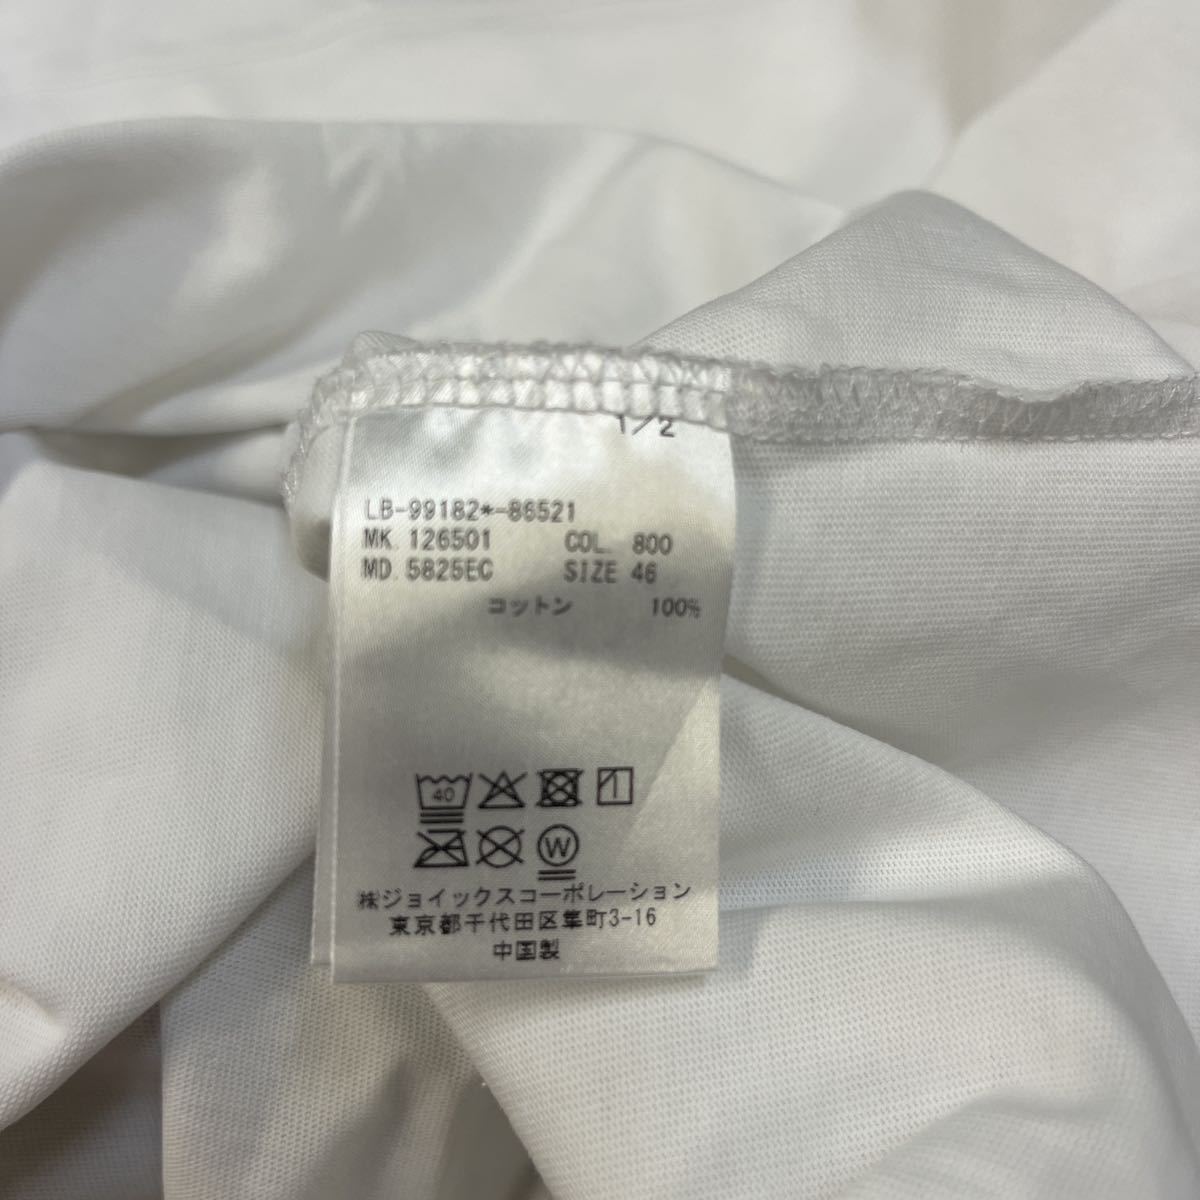 1/2
LB-99182*-86521
MK. 126501 COL. 800
MD. 5825EC SIZE 46
コットン 100%
40
W
㈱ジョイックスコーポレーション
東京都千代田区隼町3-16
中国製